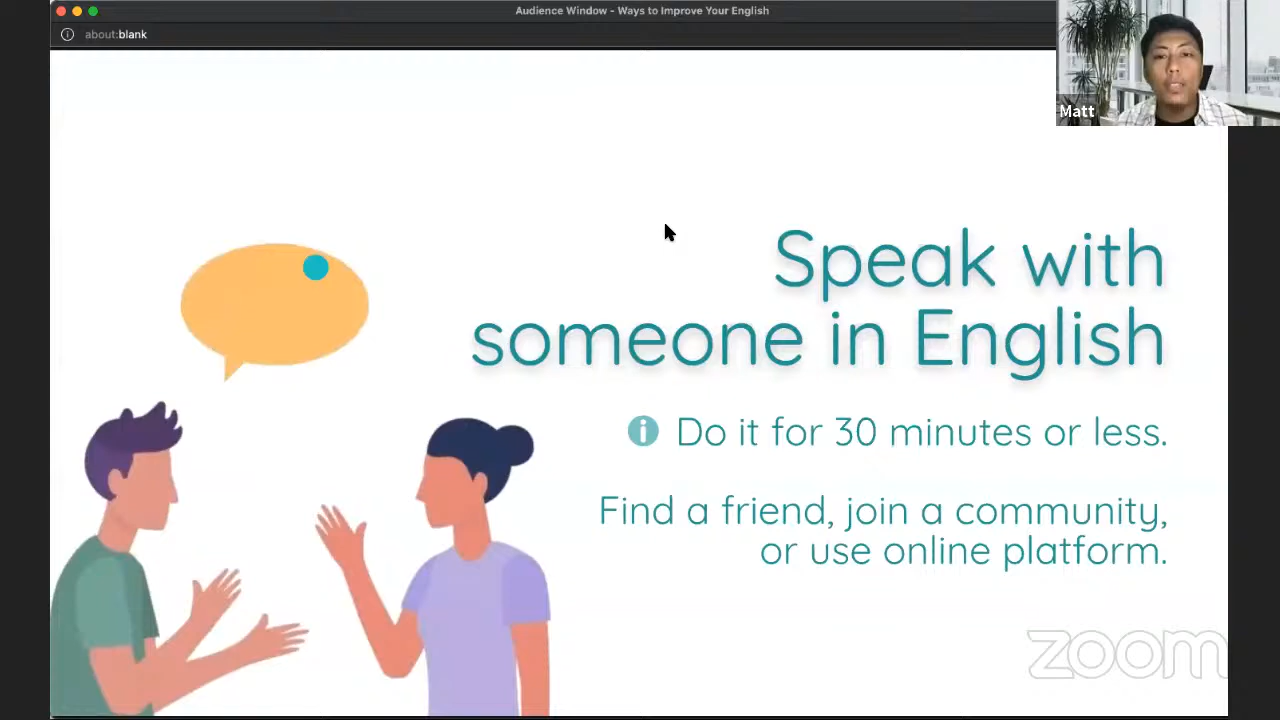 Audience Window - Ways to Improve Your English
about:blank
Matt
Speak with
someone in English
i Do it for 30 minutes or less.
Find a friend, join a community,
or use online platform.
zoom